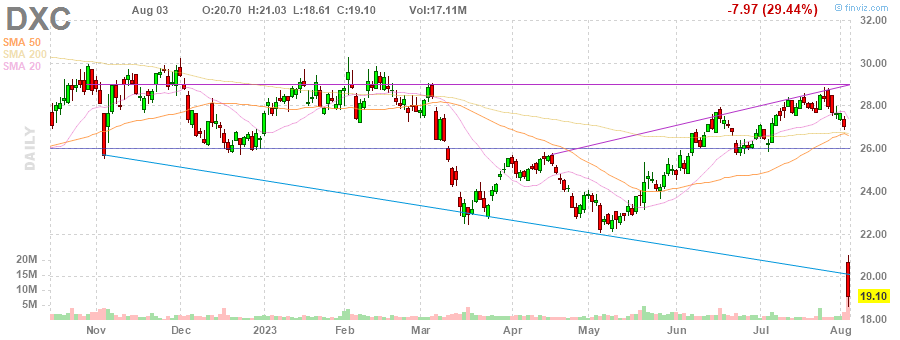 DXC
Aug 03 O:20.70 H:21.03 L:18.61 C:19.10 Vol:17.11M -7.97 (29.44%) finviz.com
SMA 50
SMA 200
SMA 20
DAILY
32.00
30.00
28.00
26.00
24.00
22.00
20.00
19.10
18.00
20M
15M
10M
5M
Nov Dec 2023 Feb Mar Apr May Jun Jul Aug